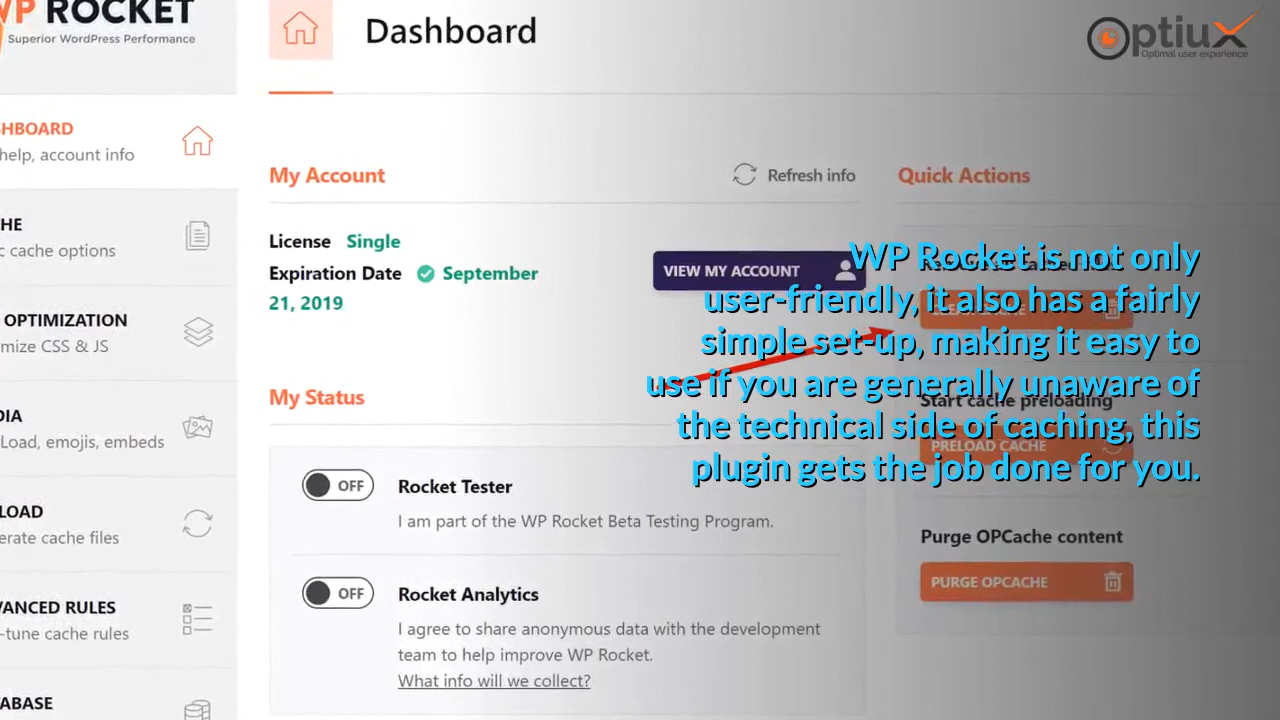 WP ROCKET
Superior WordPress Performance
Dashboard
Optiux
Optimal user experience
SHBOARD
help, account info
HE
c cache options
OPTIMIZATION
mize CSS & JS
DIA
Load, emojis, embeds
LOAD
erate cache files
VANCED RULES
-tune cache rules
ABASE
My Account
Refresh info
License Single
Expiration Date September
21, 2019
VIEW MY ACCOUNT
My Status
OFF Rocket Tester
I am part of the WP Rocket Beta Testing Program.
OFF Rocket Analytics
I agree to share anonymous data with the development
team to help improve WP Rocket.
What info will we collect?
Quick Actions
WP Rocket is not only
user-friendly, it also has a fairly
simple set-up, making it easy to
use if you are generally unaware of
the technical side of caching, this
plugin gets the job done for you.
Start cache preloading
PRELOAD CACHE
Purge OPCache content
PURGE OPCACHE